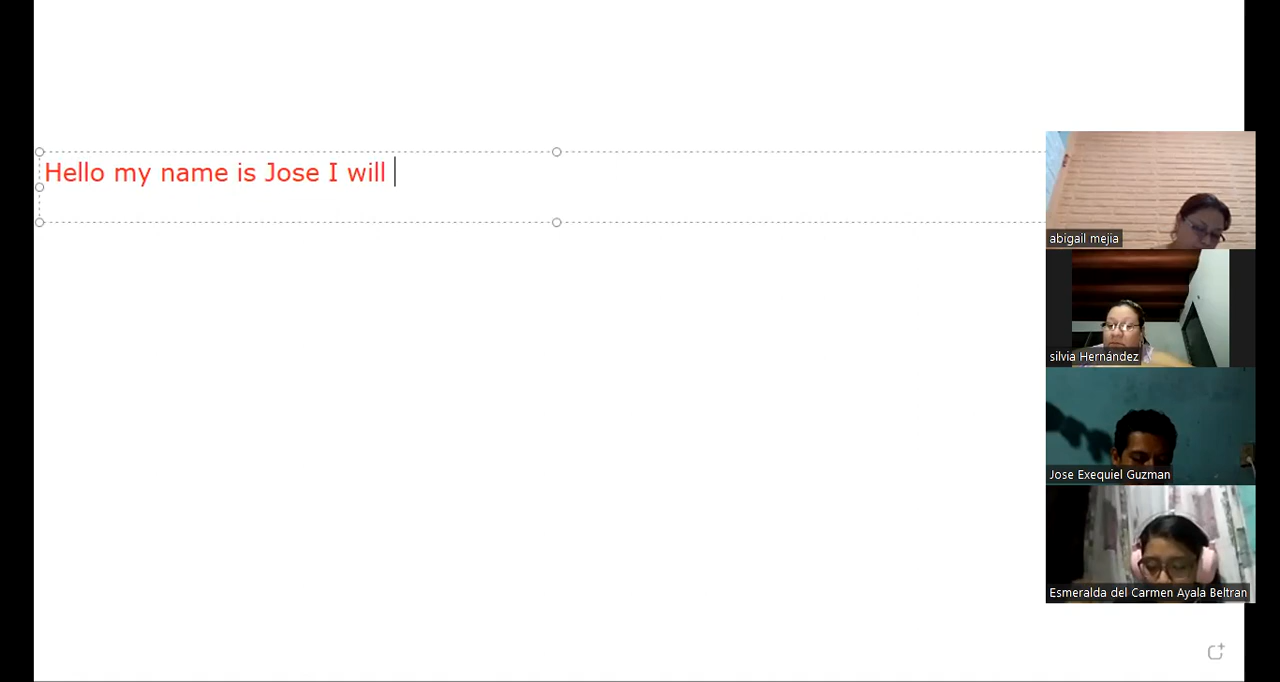 Hello my name is Jose I will
abigail mejia
silvia Hernández
Jose Exequiel Guzman
Esmeralda del Carmen Ayala Beltran